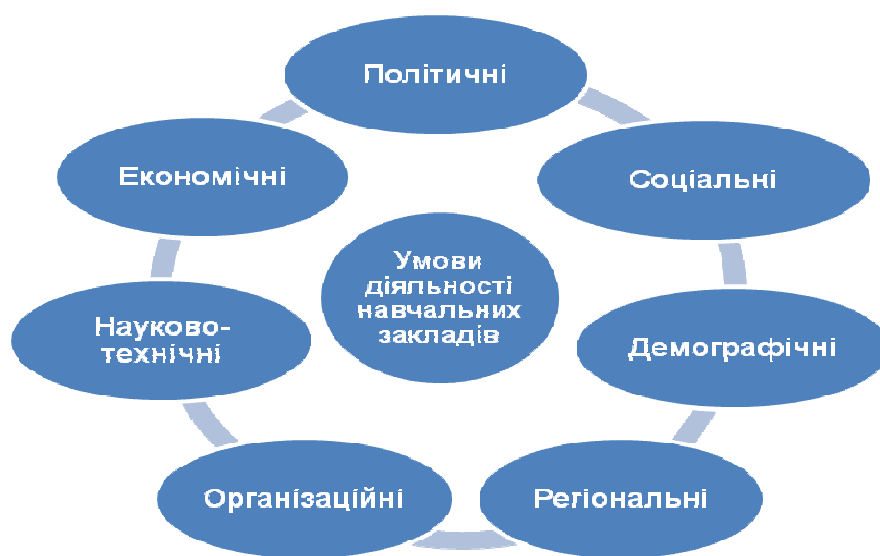 Політичні
Соціальні
Демографічні
Регіональні
Організаційні
Науково-
технічні
Економічні
Умови
діяльності
навчальних
закладів